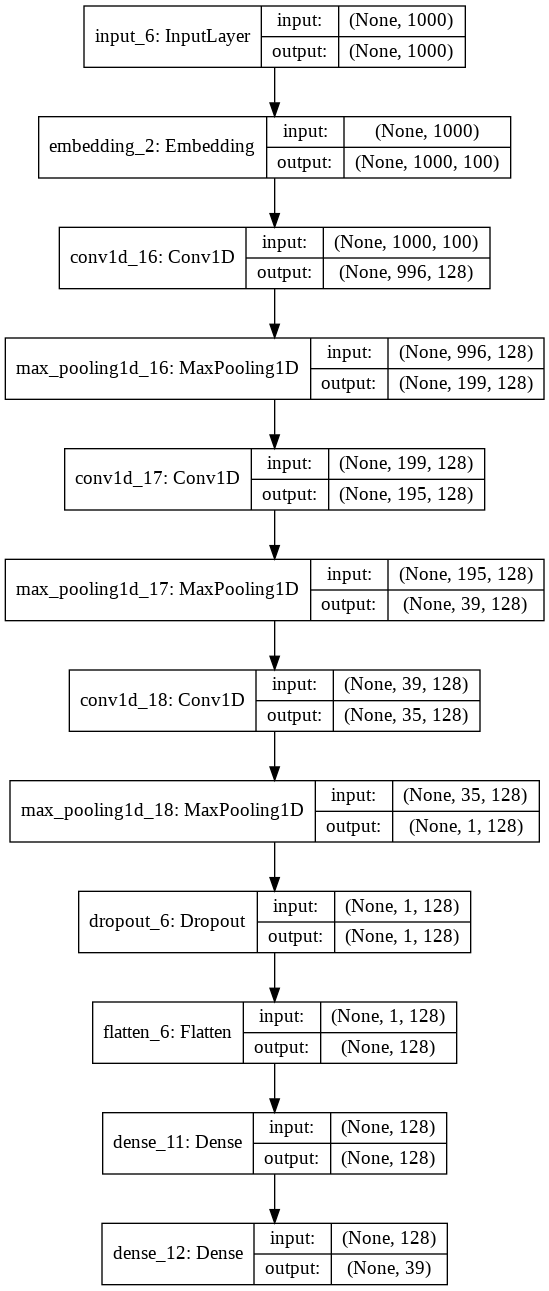 input_6: InputLayer
input: (None, 1000)
output: (None, 1000)
embedding_2: Embedding
input: (None, 1000)
output: (None, 1000, 100)
conv1d_16: Conv1D
input: (None, 1000, 100)
output: (None, 996, 128)
max_pooling1d_16: MaxPooling1D
input: (None, 996, 128)
output: (None, 199, 128)
conv1d_17: Conv1D
input: (None, 199, 128)
output: (None, 195, 128)
max_pooling1d_17: MaxPooling1D
input: (None, 195, 128)
output: (None, 39, 128)
conv1d_18: Conv1D
input: (None, 39, 128)
output: (None, 35, 128)
max_pooling1d_18: MaxPooling1D
input: (None, 35, 128)
output: (None, 1, 128)
dropout_6: Dropout
input: (None, 1, 128)
output: (None, 1, 128)
flatten_6: Flatten
input: (None, 1, 128)
output: (None, 128)
dense_11: Dense
input: (None, 128)
output: (None, 128)
dense_12: Dense
input: (None, 128)
output: (None, 39)